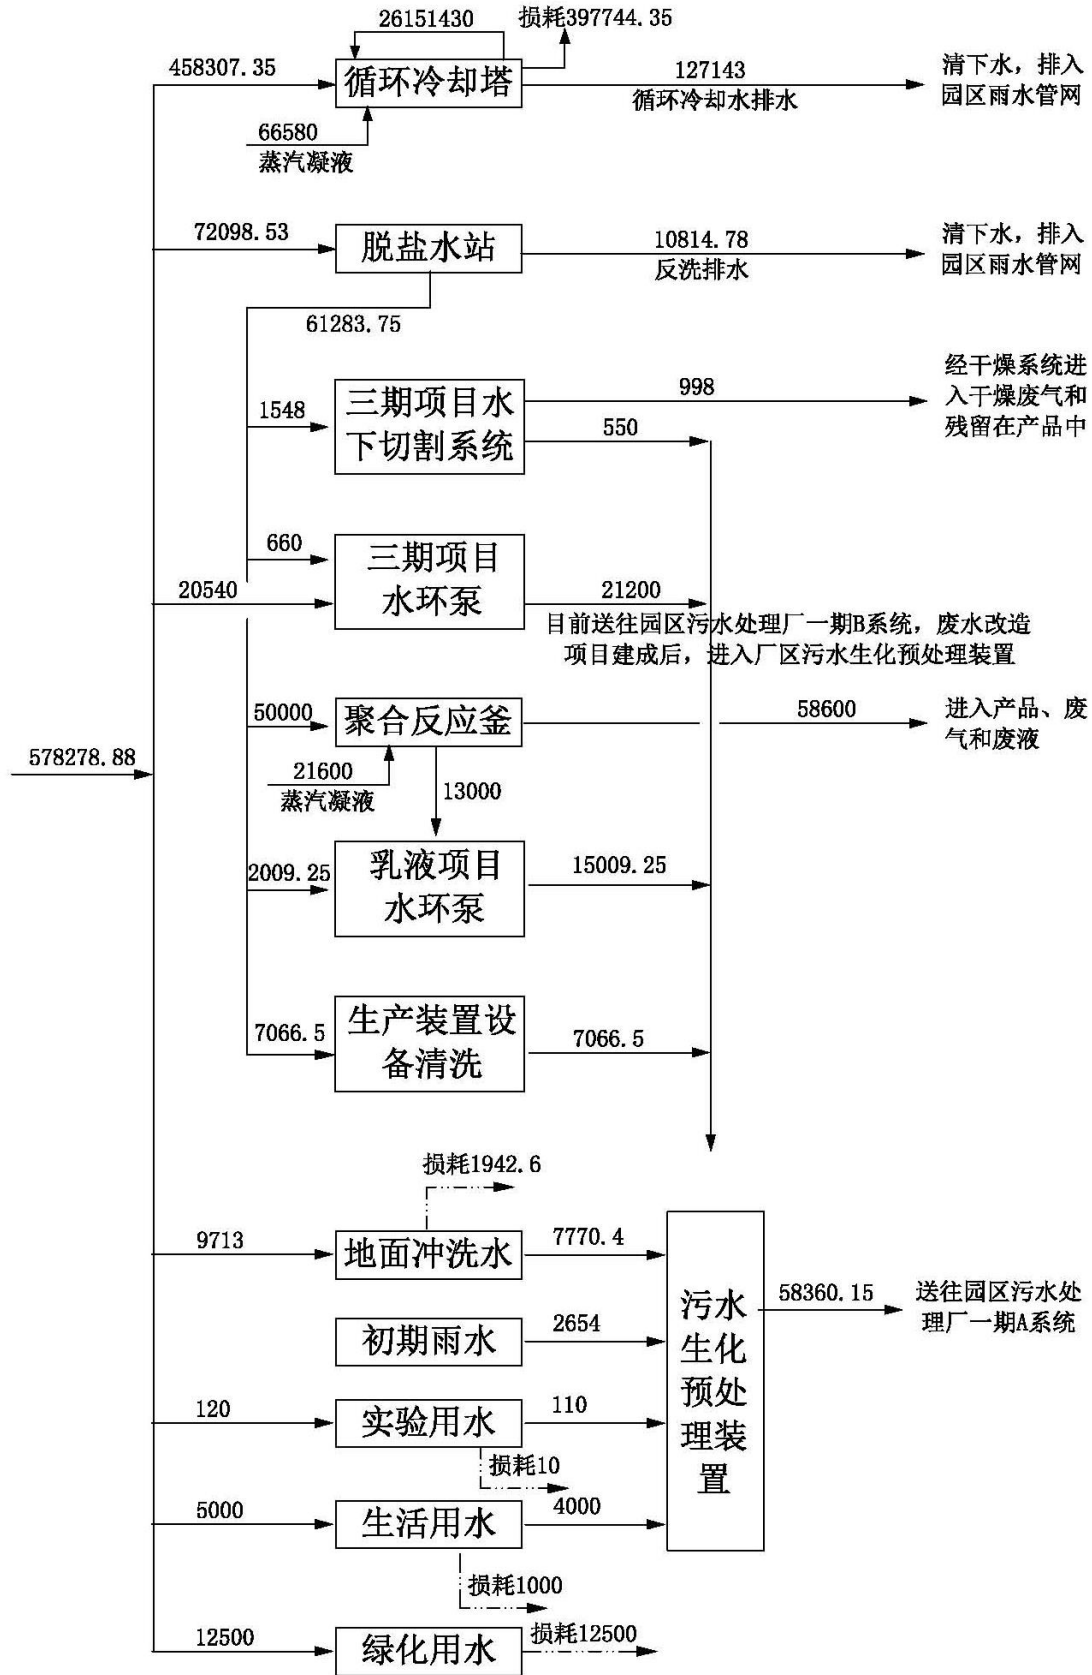 26151430
损耗397744.35
458307.35
循环冷却塔
127143
循环冷却水排水
清下水，排入
园区雨水管网
66580
蒸汽凝液
72098.53
脱盐水站
10814.78
反洗排水
清下水，排入
园区雨水管网
61283.75
1548
三期项目水
下切割系统
998
550
经干燥系统进
入干燥废气和
残留在产品中
660
20540
三期项目
水环泵
21200
目前送往园区污水处理厂一期B系统，废水改造
项目建成后，进入厂区污水生化预处理装置
50000
聚合反应釜
58600
进入产品、废
气和废液
578278.88
21600
蒸汽凝液
13000
2009.25
乳液项目
水环泵
15009.25
7066.5
生产装置设
备清洗
7066.5
损耗1942.6
9713
地面冲洗水
7770.4
初期雨水
2654
污水
生化
预处
理装
置
58360.15
送往园区污水处
理厂一期A系统
120
实验用水
110
损耗10
5000
生活用水
4000
损耗1000
12500
绿化用水
损耗12500